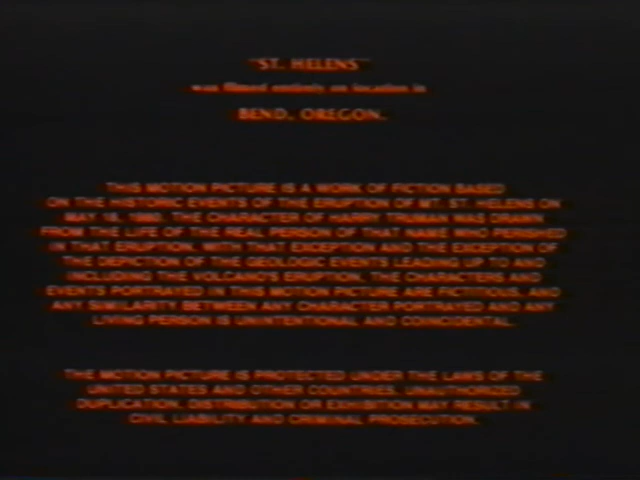 "ST. HELENS"
was filmed entirely on location in
BEND, OREGON.
THIS MOTION PICTURE IS A WORK OF FICTION BASED
ON THE HISTORIC EVENTS OF THE ERUPTION OF MT. ST. HELENS ON
MAY 18, 1980. THE CHARACTER OF HARRY TRUMAN WAS DRAWN
FROM THE LIFE OF THE REAL PERSON OF THAT NAME WHO PERISHED
IN THAT ERUPTION. WITH THAT EXCEPTION AND THE EXCEPTION OF
THE DEPICTION OF THE GEOLOGIC EVENTS LEADING UP TO AND
INCLUDING THE VOLCANO'S ERUPTION, THE CHARACTERS AND
EVENTS PORTRAYED IN THIS MOTION PICTURE ARE FICTITIOUS, AND
ANY SIMILARITY BETWEEN ANY CHARACTER PORTRAYED AND ANY
LIVING PERSON IS UNINTENTIONAL AND COINCIDENTAL.
THE MOTION PICTURE IS PROTECTED UNDER THE LAWS OF THE
UNITED STATES AND OTHER COUNTRIES. UNAUTHORIZED
DUPLICATION, DISTRIBUTION OR EXHIBITION MAY RESULT IN
CIVIL LIABILITY AND CRIMINAL PROSECUTION.